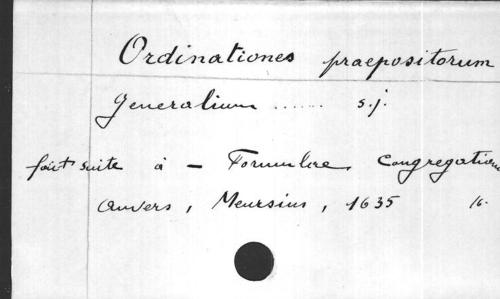 Ordinationes praepositorum
Generalium ...... s.j.
fait suite à - Formulae Congregationum
Anvers, Meursius, 1635 16.